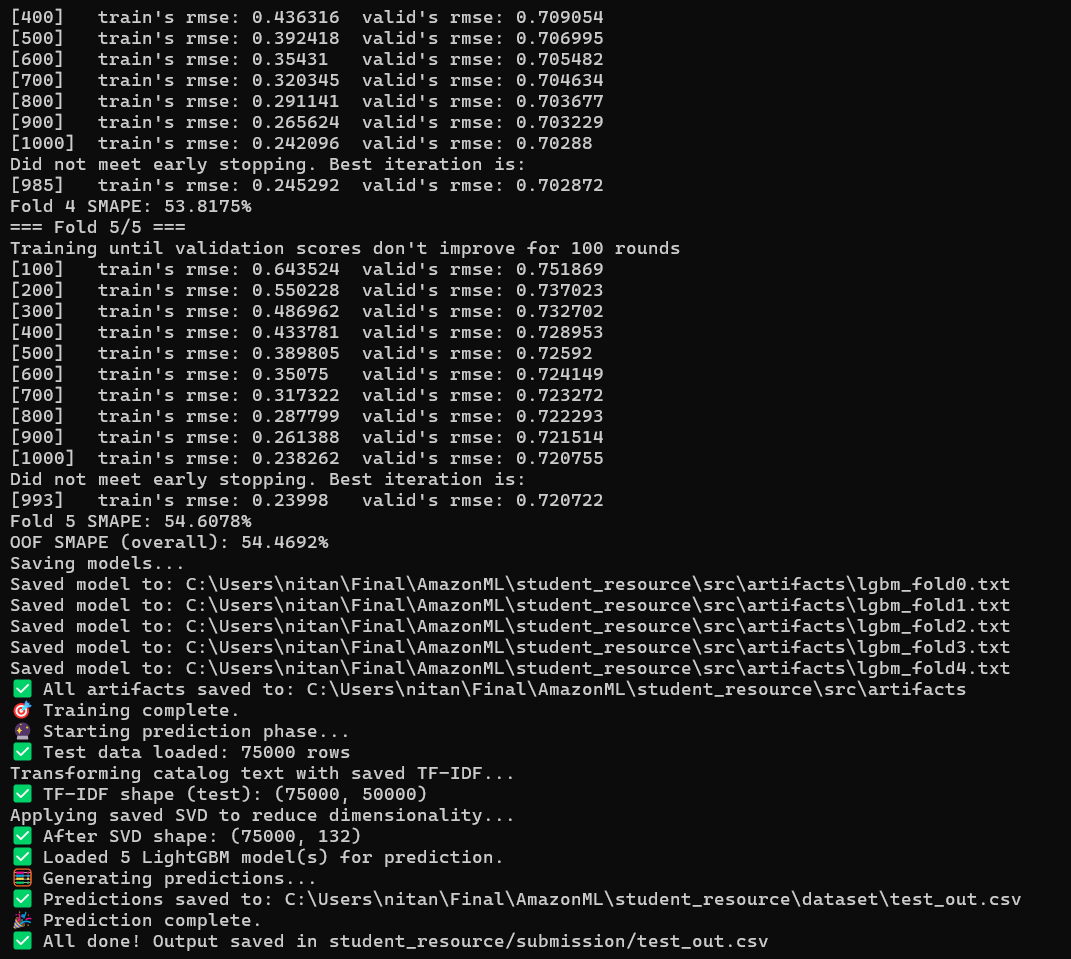 [400]   train's rmse: 0.436316  valid's rmse: 0.709054
[500]   train's rmse: 0.392418  valid's rmse: 0.706995
[600]   train's rmse: 0.35431   valid's rmse: 0.705482
[700]   train's rmse: 0.320345  valid's rmse: 0.704634
[800]   train's rmse: 0.291141  valid's rmse: 0.703677
[900]   train's rmse: 0.265624  valid's rmse: 0.703229
[1000]  train's rmse: 0.242096  valid's rmse: 0.70288
Did not meet early stopping. Best iteration is:
[985]   train's rmse: 0.245292  valid's rmse: 0.702872
Fold 4 SMAPE: 53.8175%
=== Fold 5/5 ===
Training until validation scores don't improve for 100 rounds
[100]   train's rmse: 0.643524  valid's rmse: 0.751869
[200]   train's rmse: 0.550228  valid's rmse: 0.737023
[300]   train's rmse: 0.486962  valid's rmse: 0.732702
[400]   train's rmse: 0.433781  valid's rmse: 0.728953
[500]   train's rmse: 0.389805  valid's rmse: 0.72592
[600]   train's rmse: 0.35075   valid's rmse: 0.724149
[700]   train's rmse: 0.317322  valid's rmse: 0.723272
[800]   train's rmse: 0.287799  valid's rmse: 0.722293
[900]   train's rmse: 0.261388  valid's rmse: 0.721514
[1000]  train's rmse: 0.238262  valid's rmse: 0.720755
Did not meet early stopping. Best iteration is:
[993]   train's rmse: 0.23998   valid's rmse: 0.720722
Fold 5 SMAPE: 54.6078%
OOF SMAPE (overall): 54.4692%
Saving models...
Saved model to: C:\Users\nitan\Final\AmazonML\student_resource\src\artifacts\lgbm_fold0.txt
Saved model to: C:\Users\nitan\Final\AmazonML\student_resource\src\artifacts\lgbm_fold1.txt
Saved model to: C:\Users\nitan\Final\AmazonML\student_resource\src\artifacts\lgbm_fold2.txt
Saved model to: C:\Users\nitan\Final\AmazonML\student_resource\src\artifacts\lgbm_fold3.txt
Saved model to: C:\Users\nitan\Final\AmazonML\student_resource\src\artifacts\lgbm_fold4.txt
✅ All artifacts saved to: C:\Users\nitan\Final\AmazonML\student_resource\src\artifacts
🎯 Training complete.
🔮 Starting prediction phase...
✅ Test data loaded: 75000 rows
Transforming catalog text with saved TF-IDF...
✅ TF-IDF shape (test): (75000, 50000)
Applying saved SVD to reduce dimensionality...
✅ After SVD shape: (75000, 132)
✅ Loaded 5 LightGBM model(s) for prediction.
🧮 Generating predictions...
✅ Predictions saved to: C:\Users\nitan\Final\AmazonML\student_resource\dataset\test_out.csv
🎉 Prediction complete.
✅ All done! Output saved in student_resource/submission/test_out.csv